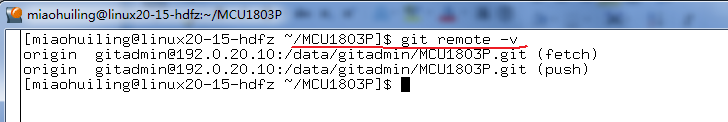 miaohuiling@linux20-15-hdfz:~/MCU1803P
[miaohuiling@linux20-15-hdfz ~/MCU1803P]$ git remote -v
origin  gitadmin@192.0.20.10:/data/gitadmin/MCU1803P.git (fetch)
origin  gitadmin@192.0.20.10:/data/gitadmin/MCU1803P.git (push)
[miaohuiling@linux20-15-hdfz ~/MCU1803P]$